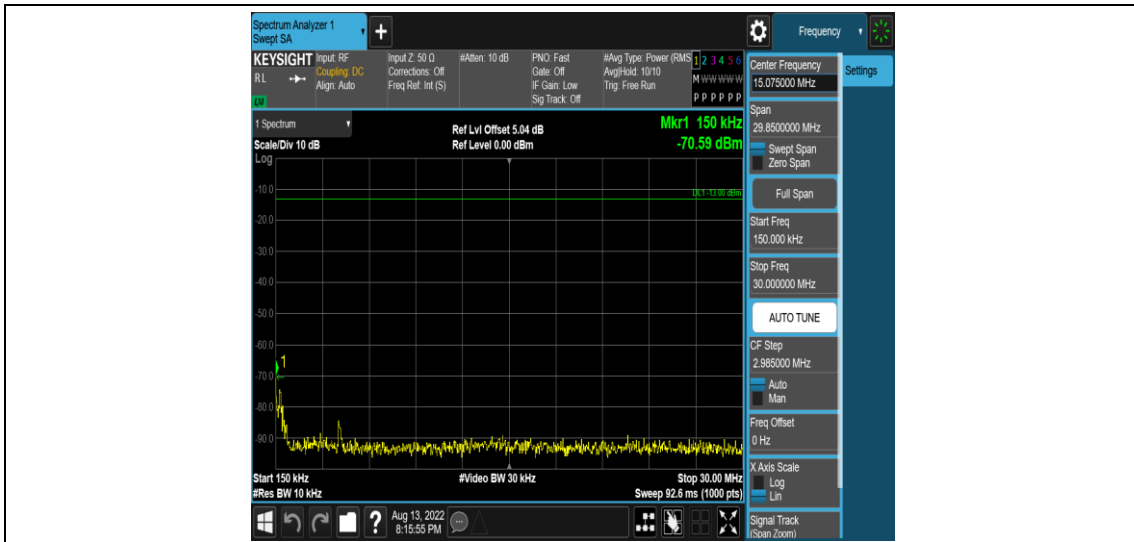 Spectrum Analyzer 1
Swept SA
+
Frequency
KEYSIGHT
RL
Input: RF
Coupling: DC
Align: Auto
Input Z: 50 Ω
Corrections: Off
Freq Ref: Int (S)
#Atten: 10 dB
PNO: Fast
Gate: Off
IF Gain: Low
Sig Track: Off
#Avg Type: Power (RMS
Avg|Hold: 10/10
Trig: Free Run
1 2 3 4 5 6
M W W W W W
P P P P P P
1 Spectrum
Scale/Div 10 dB
Log
Ref Lvl Offset 5.04 dB
Ref Level 0.00 dBm
Mkr1 150 kHz
-70.59 dBm
DL1 -13.00 dBm
-10.0
-20.0
-30.0
-40.0
-50.0
-60.0
1
-70.0
-80.0
-90.0
Start 150 kHz
#Res BW 10 kHz
#Video BW 30 kHz
Stop 30.00 MHz
Sweep 92.6 ms (1000 pts)
?
Aug 13, 2022
8:15:55 PM
Center Frequency
15.075000 MHz
Settings
Span
29.8500000 MHz
Swept Span
Zero Span
Full Span
Start Freq
150.000 kHz
Stop Freq
30.000000 MHz
AUTO TUNE
CF Step
2.985000 MHz
Auto
Man
Freq Offset
0 Hz
X Axis Scale
Log
Lin
Signal Track
(Span Zoom)